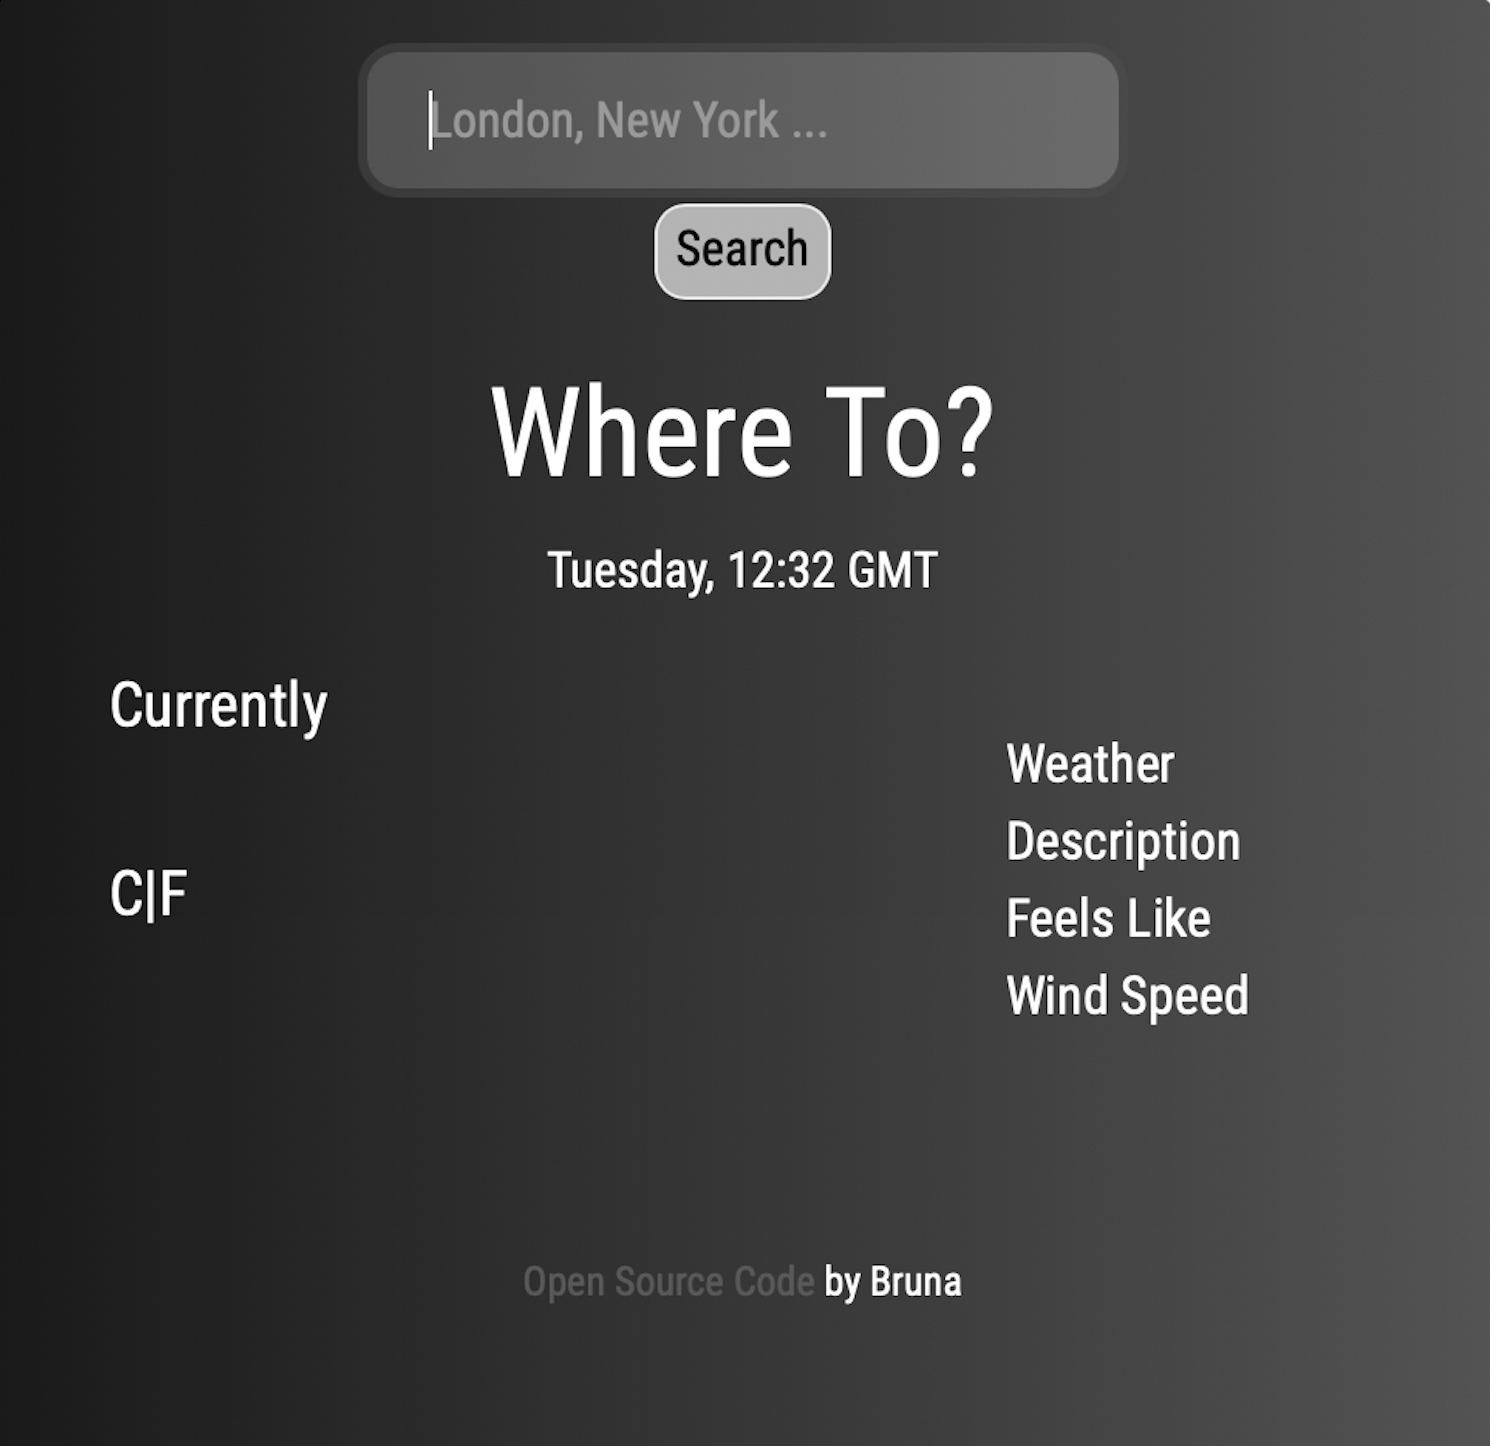 London, New York ...
Search
Where To?
Tuesday, 12:32 GMT
Currently
C|F
Weather
Description
Feels Like
Wind Speed
Open Source Code by Bruna